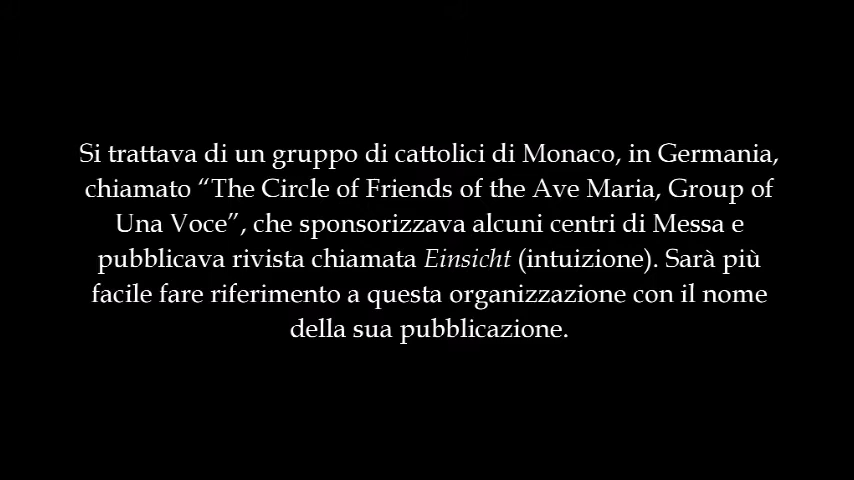 Si trattava di un gruppo di cattolici di Monaco, in Germania,
chiamato “The Circle of Friends of the Ave Maria, Group of
Una Voce”, che sponsorizzava alcuni centri di Messa e
pubblicava rivista chiamata Einsicht (intuizione). Sarà più
facile fare riferimento a questa organizzazione con il nome
della sua pubblicazione.